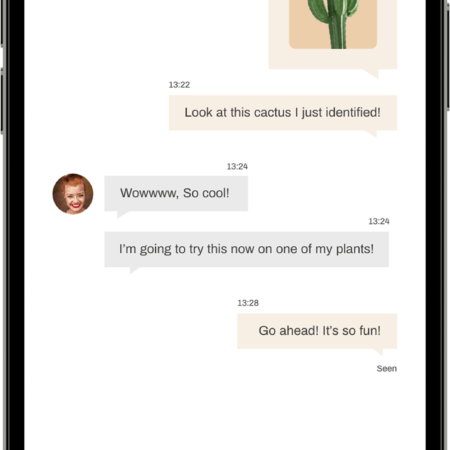 13:22
Look at this cactus I just identified!
13:24
Wowwww, So cool!
13:24
I'm going to try this now on one of my plants!
13:28
Go ahead! It's so fun!
Seen